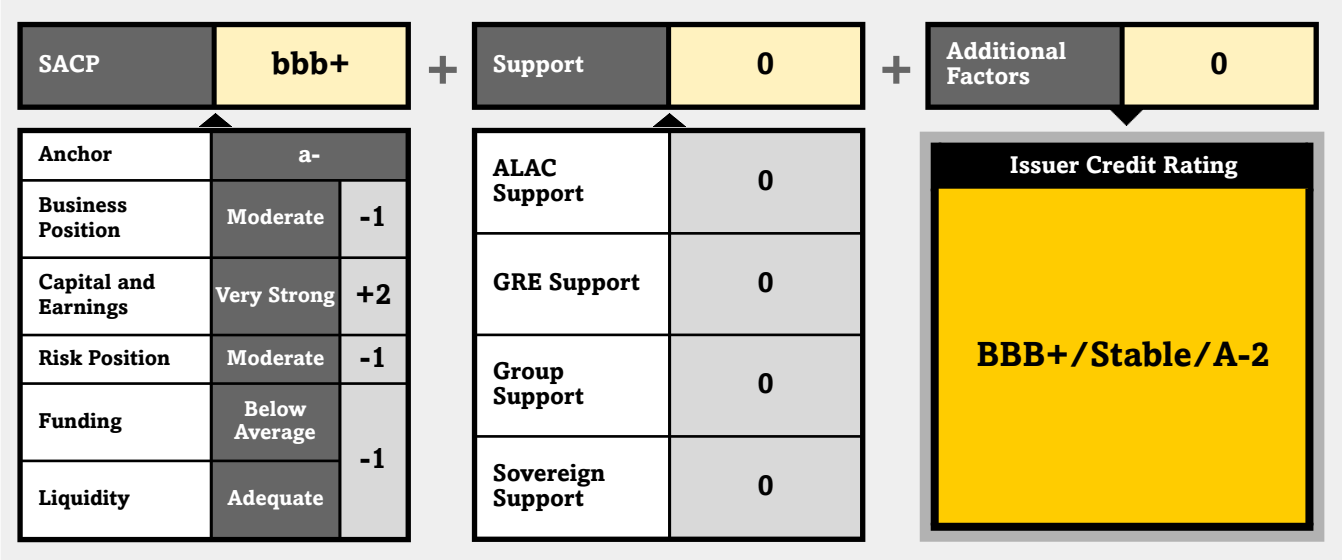 SACP
bbb+
+
Support
0
+
Additional
Factors
0
Anchor
a-
Business
Position
Moderate
-1
Capital and
Earnings
Very Strong
+2
Risk Position
Moderate
-1
Funding
Below
Average
-1
Liquidity
Adequate
ALAC
Support
0
GRE Support
0
Group
Support
0
Sovereign
Support
0
Issuer Credit Rating
BBB+/Stable/A-2